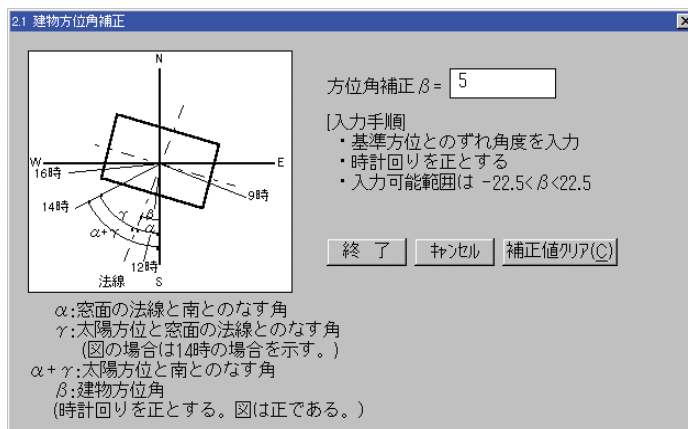 2.1 建物方位角補正
N
W
E
16時
9時
14時
γ
β
α+γ
α
12時
法線
S
方位角補正β= 5
[入力手順]
・基準方位とのずれ角度を入力
・時計回りを正とする
・入力可能範囲は -22.5<β<22.5
終 了
ｷｬﾝｾﾙ
補正値ｸﾘｱ(C)
α:窓面の法線と南とのなす角
γ:太陽方位と窓面の法線とのなす角
(図の場合は14時の場合を示す。)
α+γ:太陽方位と南とのなす角
β:建物方位角
(時計回りを正とする。図は正である。)